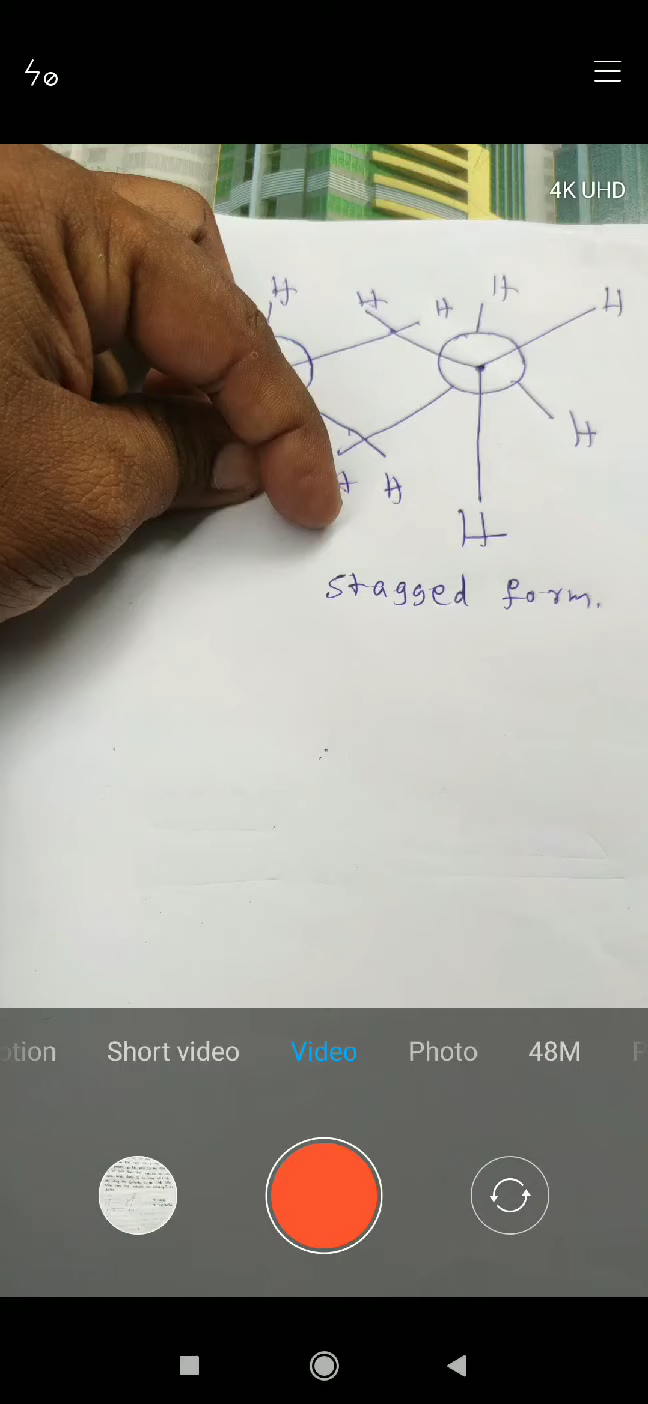 4K UHD
H H H H H
H
H H
H
stagged form.
Short video Video Photo 48M